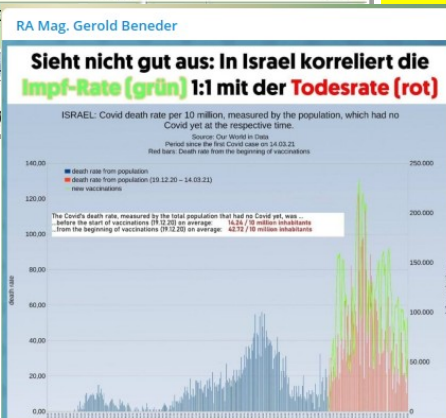 RA Mag. Gerold Beneder
Sieht nicht gut aus: In Israel korreliert die
Impf-Rate (grün) 1:1 mit der Todesrate (rot)
ISRAEL: Covid death rate per 10 million, measured by the population, which had no
Covid yet at the respective time.
Source: Our World in Data
Period since the first Covid case on 14.03.21
Red bars: Death rate from the beginning of vaccinations
140,00
250.000
death rate from population
death rate from population (19.12.20 – 14.03.21)
new vaccinations
120,00
200.000
The Covid's death rate, measured by the total population that had no Covid yet, was ...
...before the start of vaccinations (19.12.20) on average: 14.24 / 10 million inhabitants
...from the beginning of vaccinations (19.12.20) on average: 42.72 / 10 million inhabitants
100,00
150.000
80,00
death rate
60,00
100.000
40,00
50.000
20,00
0,00
0